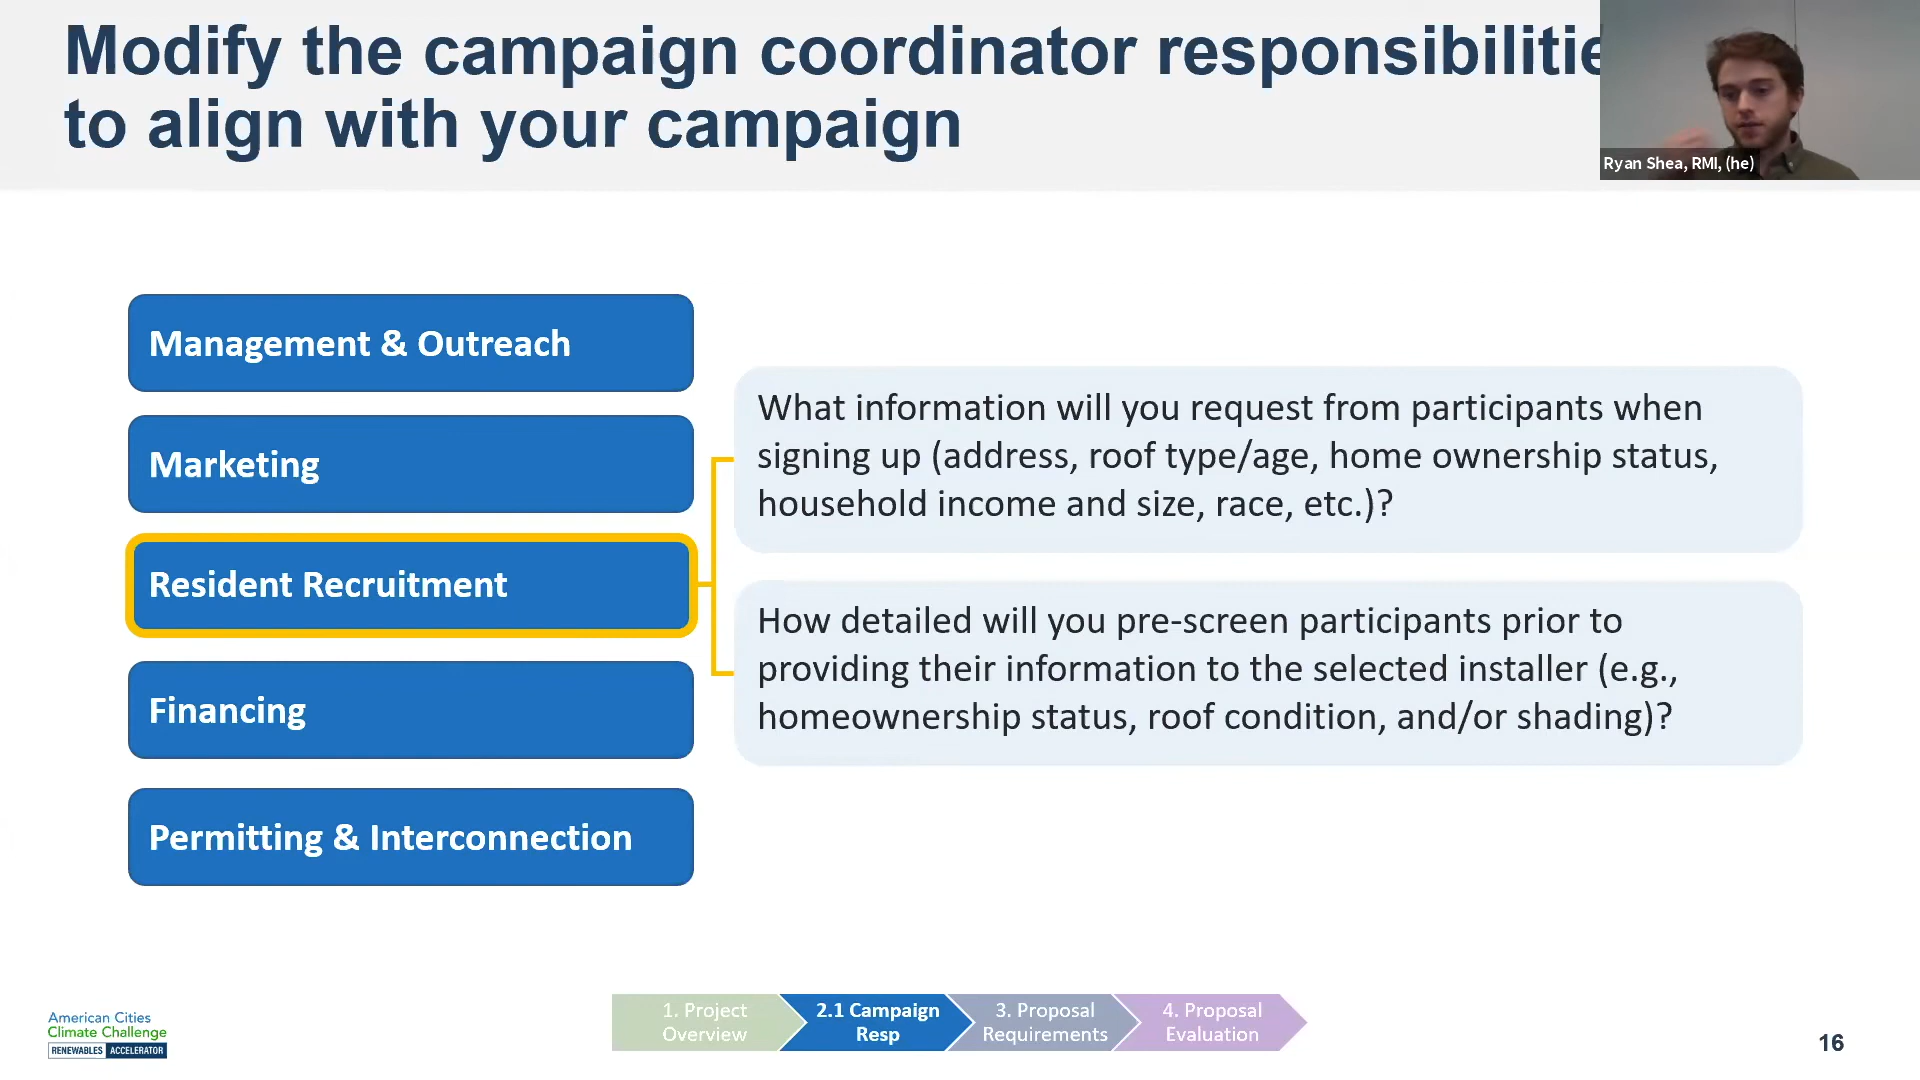 Modify the campaign coordinator responsibilitie
to align with your campaign
Ryan Shea, RMI, (he)
Management & Outreach
Marketing
Resident Recruitment
Financing
Permitting & Interconnection
What information will you request from participants when
signing up (address, roof type/age, home ownership status,
household income and size, race, etc.)?
How detailed will you pre-screen participants prior to
providing their information to the selected installer (e.g.,
homeownership status, roof condition, and/or shading)?
American Cities
Climate Challenge
RENEWABLES ACCELERATOR
1. Project
Overview
2.1 Campaign
Resp
3. Proposal
Requirements
4. Proposal
Evaluation
16